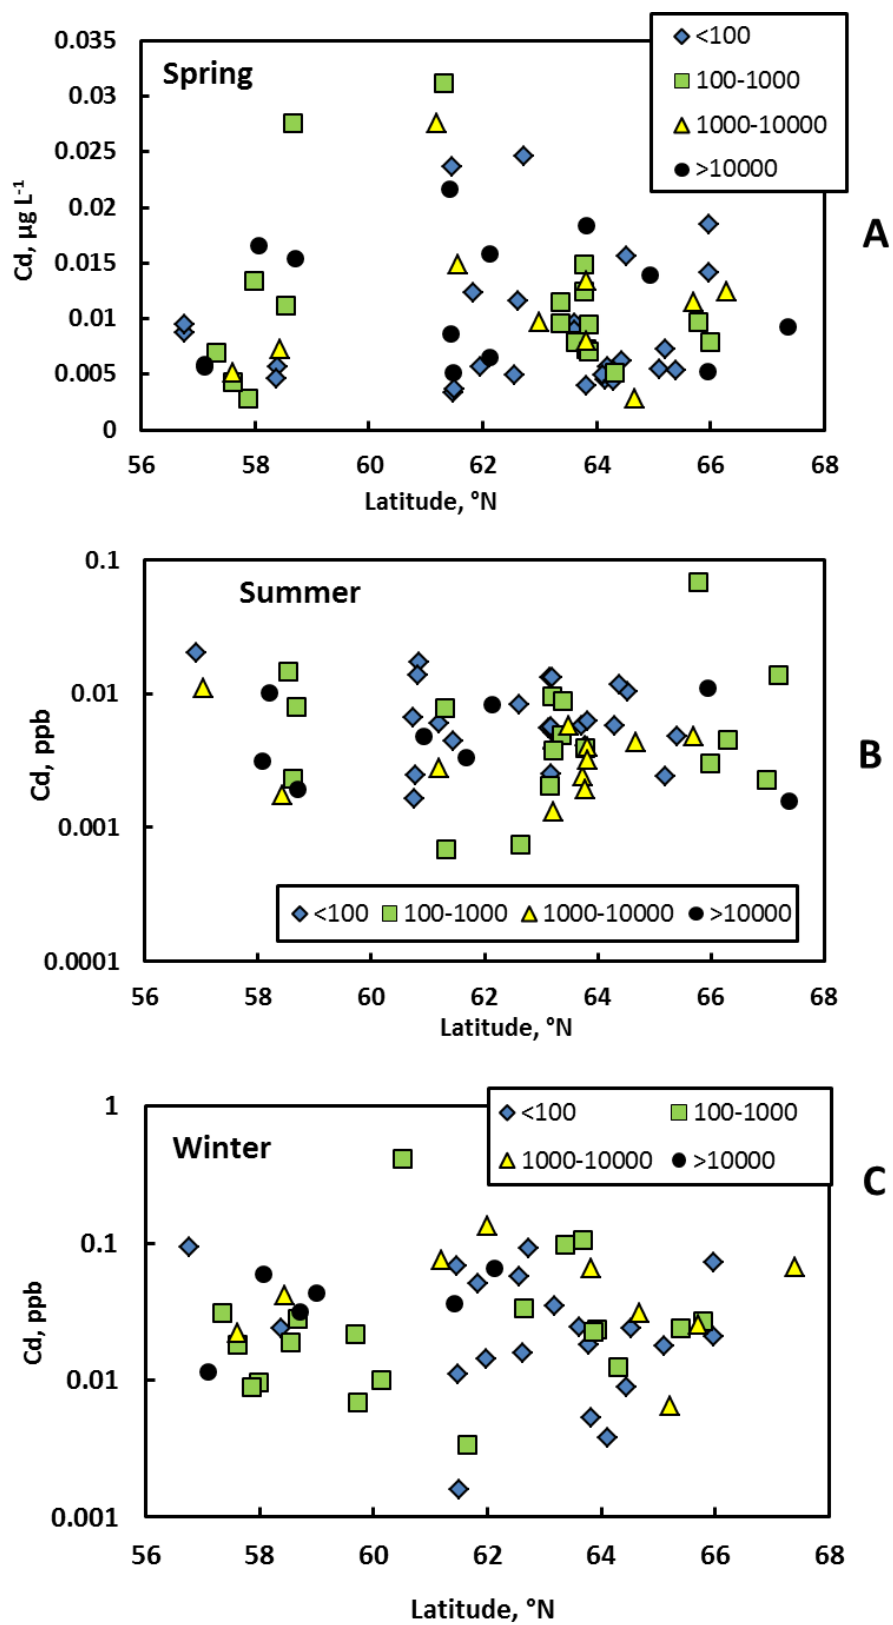 Spring
<100
100-1000
1000-10000
>10000
0.035
0.03
0.025
0.02
0.015
0.01
0.005
0
Cd, µg L-1
56 58 60 62 64 66 68
Latitude, °N
A
Summer
0.1
0.01
0.001
0.0001
Cd, ppb
<100 100-1000 1000-10000 >10000
56 58 60 62 64 66 68
Latitude, °N
B
Winter
<100 100-1000
1000-10000 >10000
1
0.1
0.01
0.001
Cd, ppb
56 58 60 62 64 66 68
Latitude, °N
C